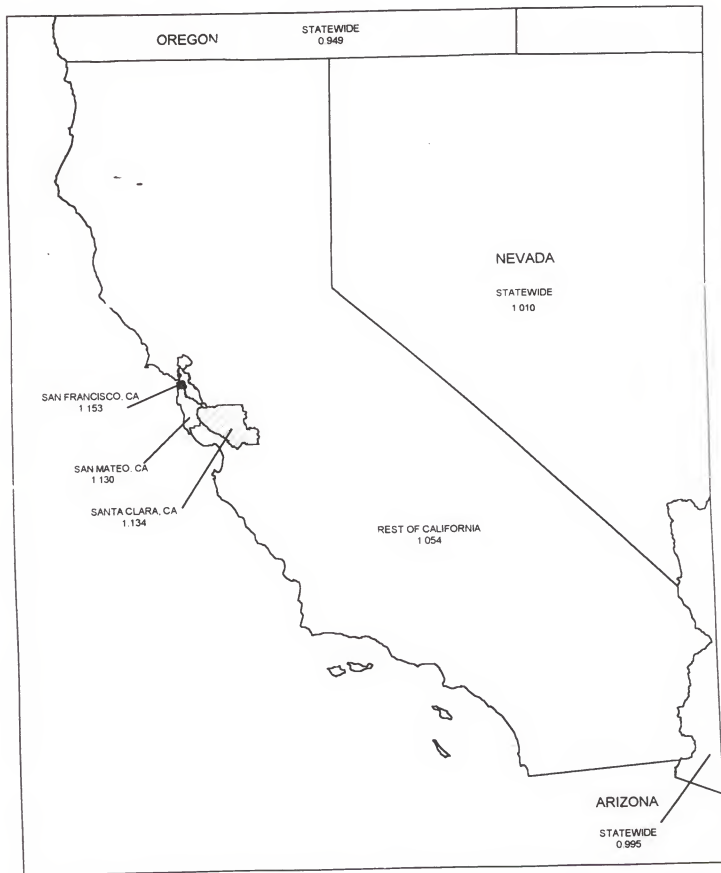 OREGON
STATEWIDE
0.949
NEVADA
STATEWIDE
1 010
SAN FRANCISCO, CA
1 153
SAN MATEO, CA
1 130
SANTA CLARA, CA
1.134
REST OF CALIFORNIA
1 054
ARIZONA
STATEWIDE
0.995